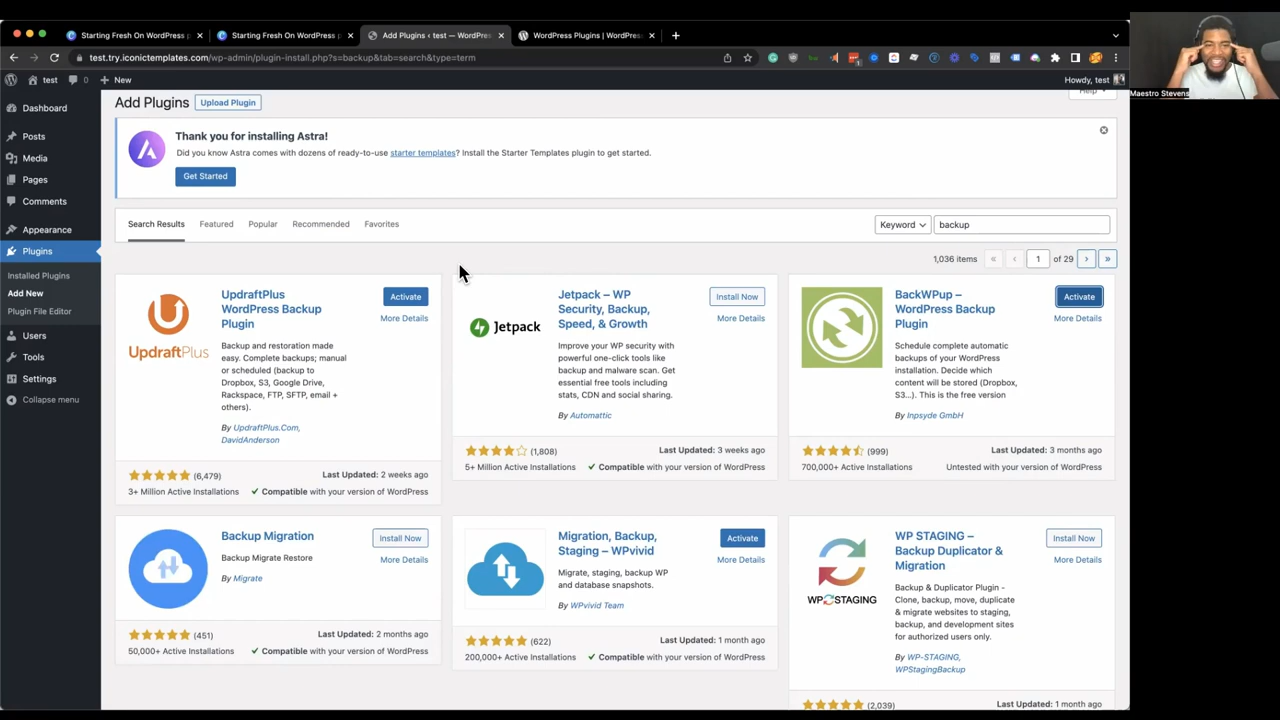 Starting Fresh On WordPress p
Starting Fresh On WordPress p
Add Plugins ‹ test — WordPres
WordPress Plugins | WordPres
test.try.iconictemplates.com/wp-admin/plugin-install.php?s=backup&tab=search&type=term
test
0
New
Howdy, test
Maestro Stevens
Dashboard
Posts
Media
Pages
Comments
Appearance
Plugins
Installed Plugins
Add New
Plugin File Editor
Users
Tools
Settings
Collapse menu
Add Plugins
Upload Plugin
Help
Thank you for installing Astra!
Did you know Astra comes with dozens of ready-to-use starter templates? Install the Starter Templates plugin to get started.
Get Started
Search Results
Featured
Popular
Recommended
Favorites
Keyword
backup
1,036 items
«
‹
1
of 29
›
»
UpdraftPlus
UpdraftPlus
WordPress Backup
Plugin
Activate
More Details
Backup and restoration made
easy. Complete backups; manual
or scheduled (backup to
Dropbox, S3, Google Drive,
Rackspace, FTP, SFTP, email +
others).
By UpdraftPlus.Com,
DavidAnderson
(6,479)
Last Updated: 2 weeks ago
3+ Million Active Installations
Compatible with your version of WordPress
Jetpack
Jetpack – WP
Security, Backup,
Speed, & Growth
Install Now
More Details
Improve your WP security with
powerful one-click tools like
backup and malware scan. Get
essential free tools including
stats, CDN and social sharing.
By Automattic
(1,808)
Last Updated: 3 weeks ago
5+ Million Active Installations
Compatible with your version of WordPress
BackWPup –
WordPress Backup
Plugin
Activate
More Details
Schedule complete automatic
backups of your WordPress
installation. Decide which
content will be stored (Dropbox,
S3...). This is the free version
By Inpsyde GmbH
(999)
Last Updated: 3 months ago
700,000+ Active Installations
Untested with your version of WordPress
Backup Migration
Install Now
More Details
Backup Migrate Restore
By Migrate
(451)
Last Updated: 2 months ago
50,000+ Active Installations
Compatible with your version of WordPress
Migration, Backup,
Staging – WPvivid
Activate
More Details
Migrate, staging, backup WP
and database snapshots.
By WPvivid Team
(622)
Last Updated: 1 month ago
200,000+ Active Installations
Compatible with your version of WordPress
WP STAGING
WP STAGING –
Backup Duplicator &
Migration
Install Now
More Details
Backup & Duplicator Plugin -
Clone, backup, move, duplicate
& migrate websites to staging,
backup, and development sites
for authorized users only.
By WP-STAGING,
WPStagingBackup
(2,039)
Last Updated: 1 month ago